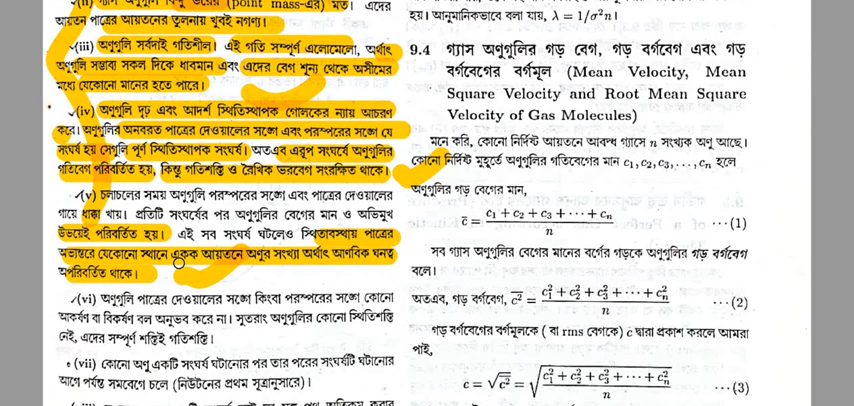 (point mass-এর) মত। এদের
আয়তন পাত্রের আয়তনের তুলনায় খুবই নগণ্য।
(iii) অণুগুলি সর্বদাই গতিশীল। এই গতি সম্পূর্ণ এলোমেলো, অর্থাৎ
অণুগুলি সম্ভাব্য সকল দিকে ধাবমান এবং এদের বেগ শূন্য থেকে অসীমের
মধ্যে যেকোনো মানের হতে পারে।
(iv) অণুগুলি দৃঢ় এবং আদর্শ স্থিতিস্থাপক গোলকের ন্যায় আচরণ
করে। অণুগুলির অনবরত পাত্রের দেওয়ালের সঙ্গে এবং পরস্পরের সঙ্গে যে
সংঘর্ষ হয় সেগুলি পূর্ণ স্থিতিস্থাপক সংঘর্ষ। অতএব এরূপ সংঘর্ষে অণুগুলির
গতিবেগ পরিবর্তিত হয়, কিন্তু গতিশক্তি ও রৈখিক ভরবেগ সংরক্ষিত থাকে।
(v) চলাচলের সময় অণুগুলি পরস্পরের সঙ্গে এবং পাত্রের দেওয়ালের
গায়ে ধাক্কা খায়। প্রতিটি সংঘর্ষের পর অণুগুলির বেগের মান ও অভিমুখ
উভয়েই পরিবর্তিত হয়। এই সব সংঘর্ষ ঘটলেও স্থিতাবস্থায় পাত্রের
অভ্যন্তরে যেকোনো স্থানে একক আয়তনে অণুর সংখ্যা অর্থাৎ আণবিক ঘনত্ব
অপরিবর্তিত থাকে।
(vi) অণুগুলি পাত্রের দেওয়ালের সঙ্গে কিংবা পরস্পরের সঙ্গে কোনো
আকর্ষণ বা বিকর্ষণ বল অনুভব করে না। সুতরাং অণুগুলির কোনো স্থিতিশক্তি
নেই, এদের সম্পূর্ণ শক্তিই গতিশক্তি।
(vii) কোনো অণু একটি সংঘর্ষ ঘটানোর পর তার পরের সংঘর্ষটি ঘটানোর
আগে পর্যন্ত সমবেগে চলে (নিউটনের প্রথম সূত্রানুসারে)।
হয়। আনুমানিকভাবে বলা যায়, λ = 1/σ²n।
9.4 গ্যাস অণুগুলির গড় বেগ, গড় বর্গবেগ এবং গড়
বর্গবেগের বর্গমূল (Mean Velocity, Mean
Square Velocity and Root Mean Square
Velocity of Gas Molecules)
মনে করি, কোনো নির্দিষ্ট আয়তনে আবদ্ধ গ্যাসে n সংখ্যক অণু আছে।
কোনো নির্দিষ্ট মুহূর্তে অণুগুলির গতিবেগের মান c₁, c₂, c₃, ..., cₙ হলে
অণুগুলির গড় বেগের মান,
c̅ = (c₁ + c₂ + c₃ + ··· + cₙ)/n ···(1)
সব গ্যাস অণুগুলির বেগের মানের বর্গের গড়কে অণুগুলির গড় বর্গবেগ
বলে।
অতএব, গড় বর্গবেগ, c̅² = (c₁² + c₂² + c₃² + ··· + cₙ²)/n ···(2)
গড় বর্গবেগের বর্গমূলকে ( বা rms বেগকে) c দ্বারা প্রকাশ করলে আমরা
পাই,
c = √c̅² = √((c₁² + c₂² + c₃² + ··· + cₙ²)/n) ···(3)